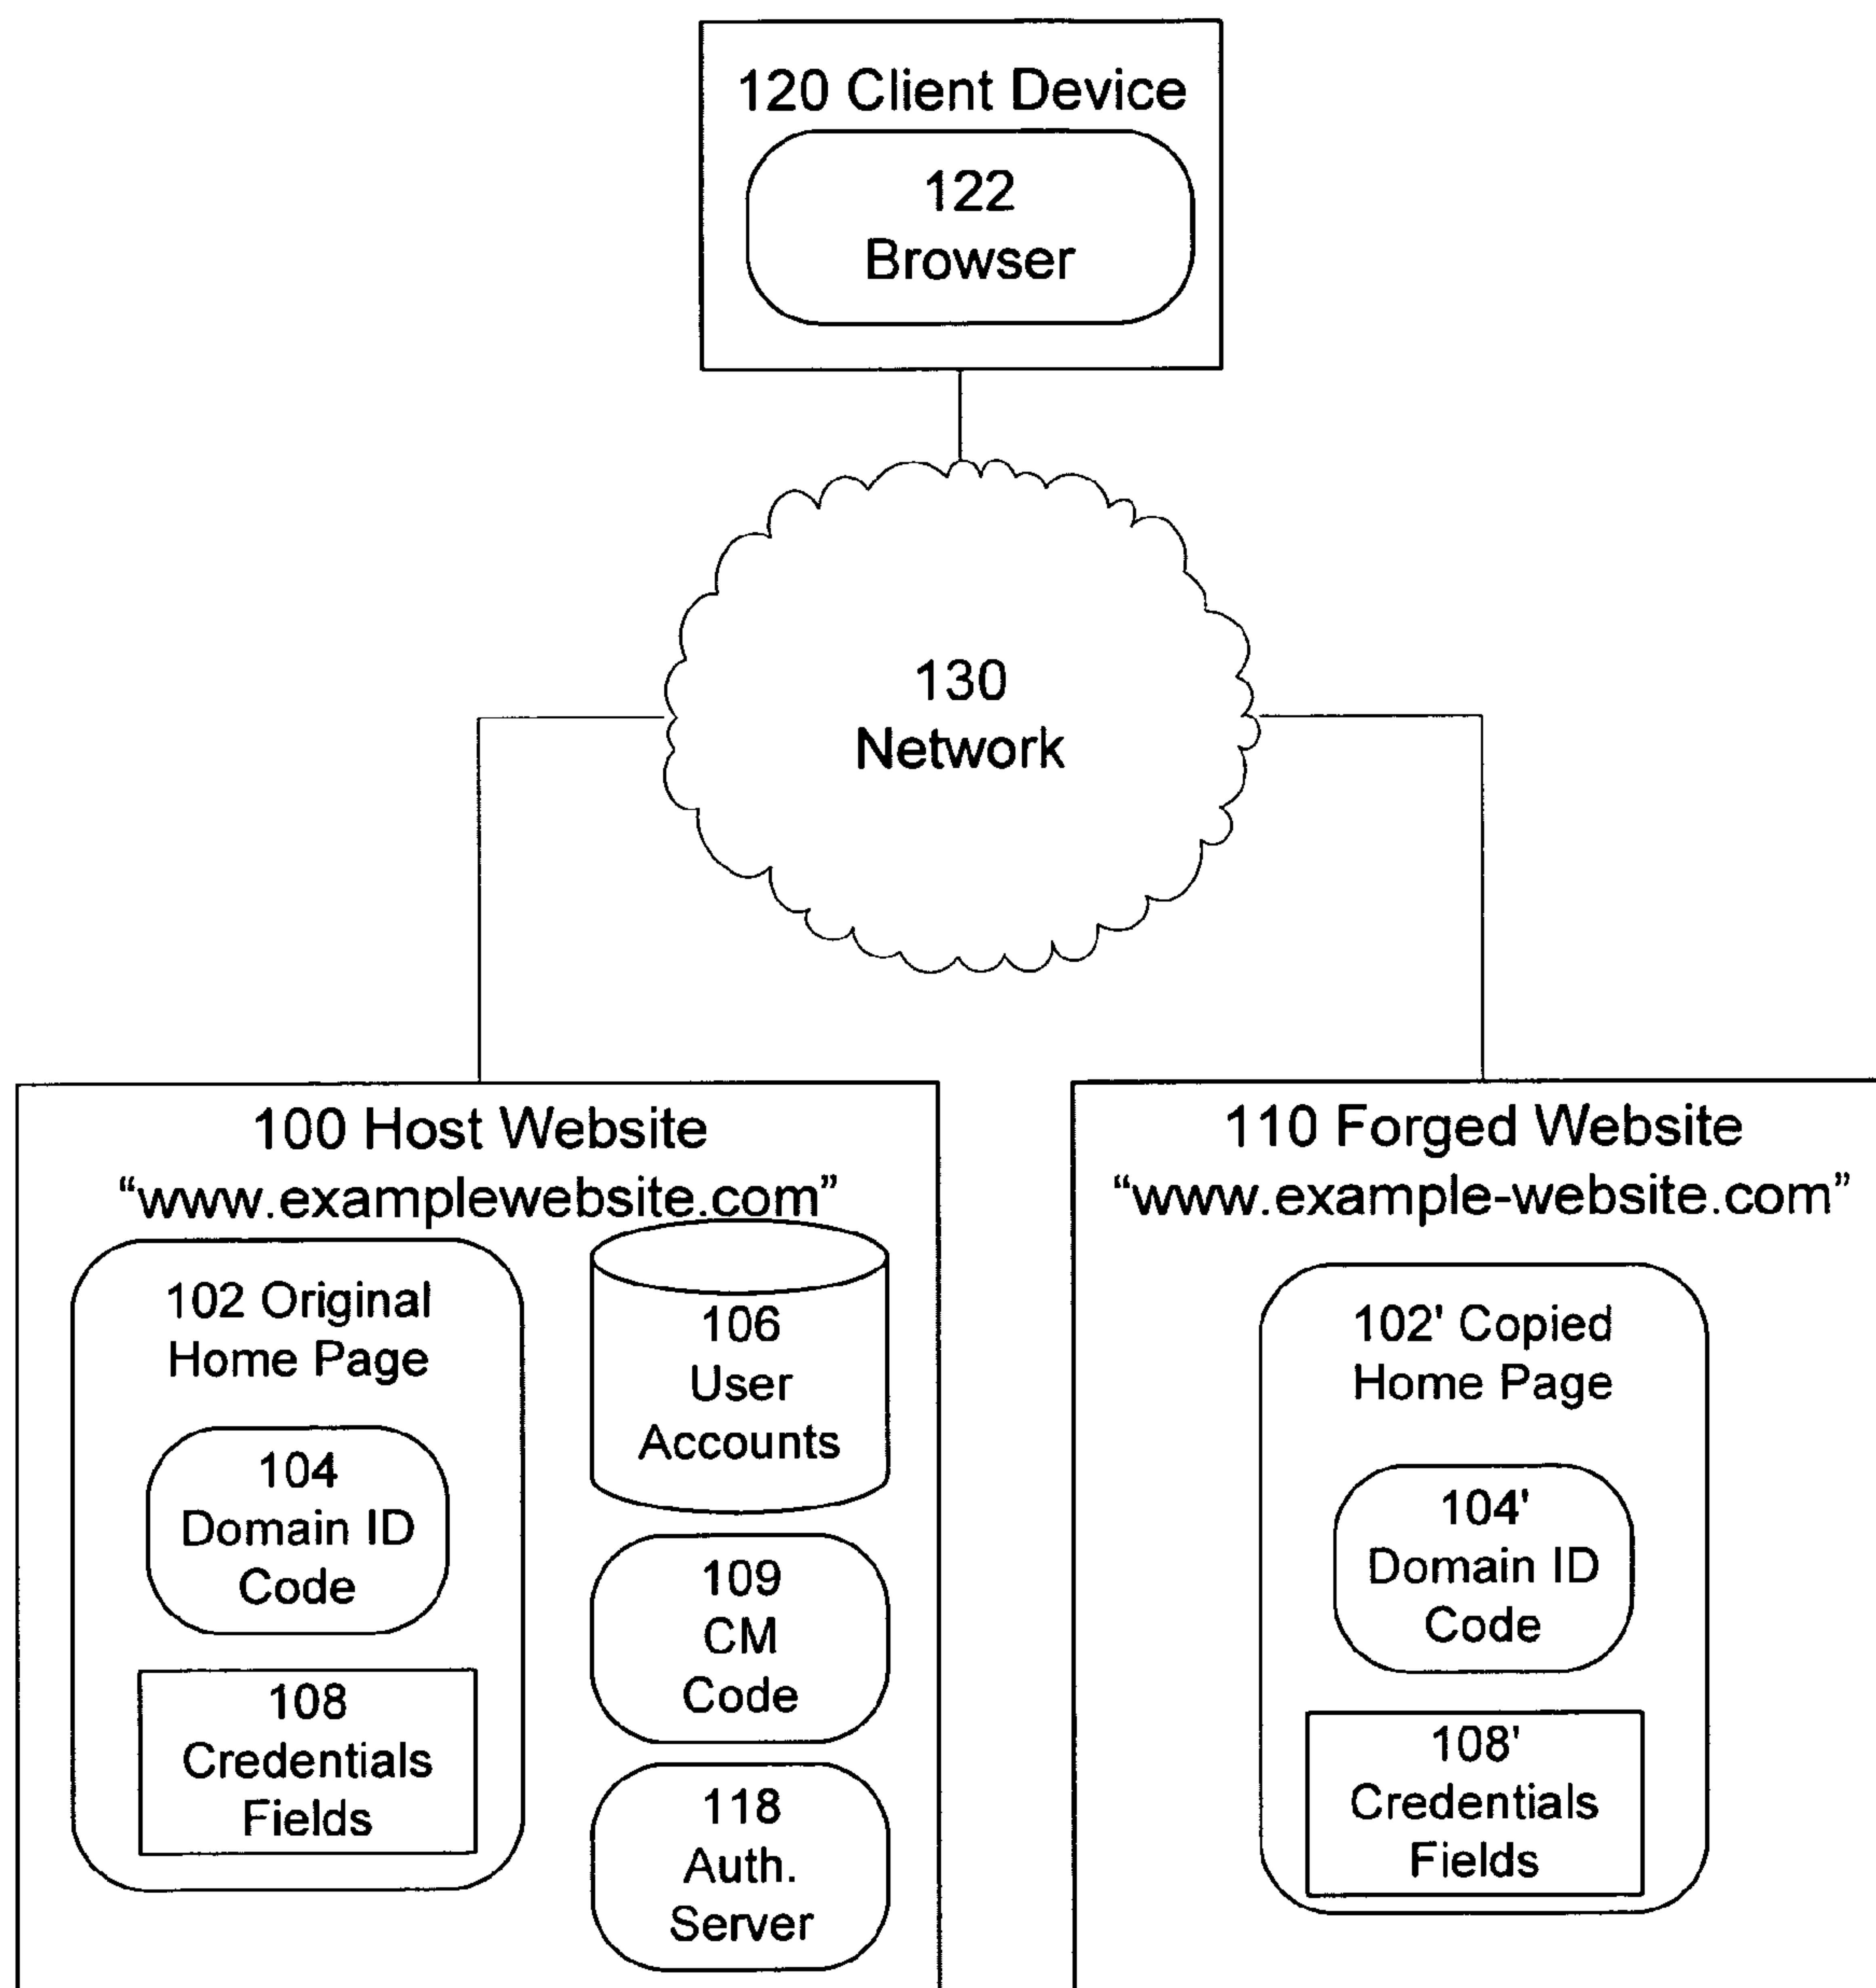 120 Client Device
122
Browser
130
Network
100 Host Website
“www.examplewebsite.com”
102 Original
Home Page
104
Domain ID
Code
108
Credentials
Fields
106
User
Accounts
109
CM
Code
118
Auth.
Server
110 Forged Website
“www.example-website.com”
102' Copied
Home Page
104'
Domain ID
Code
108'
Credentials
Fields